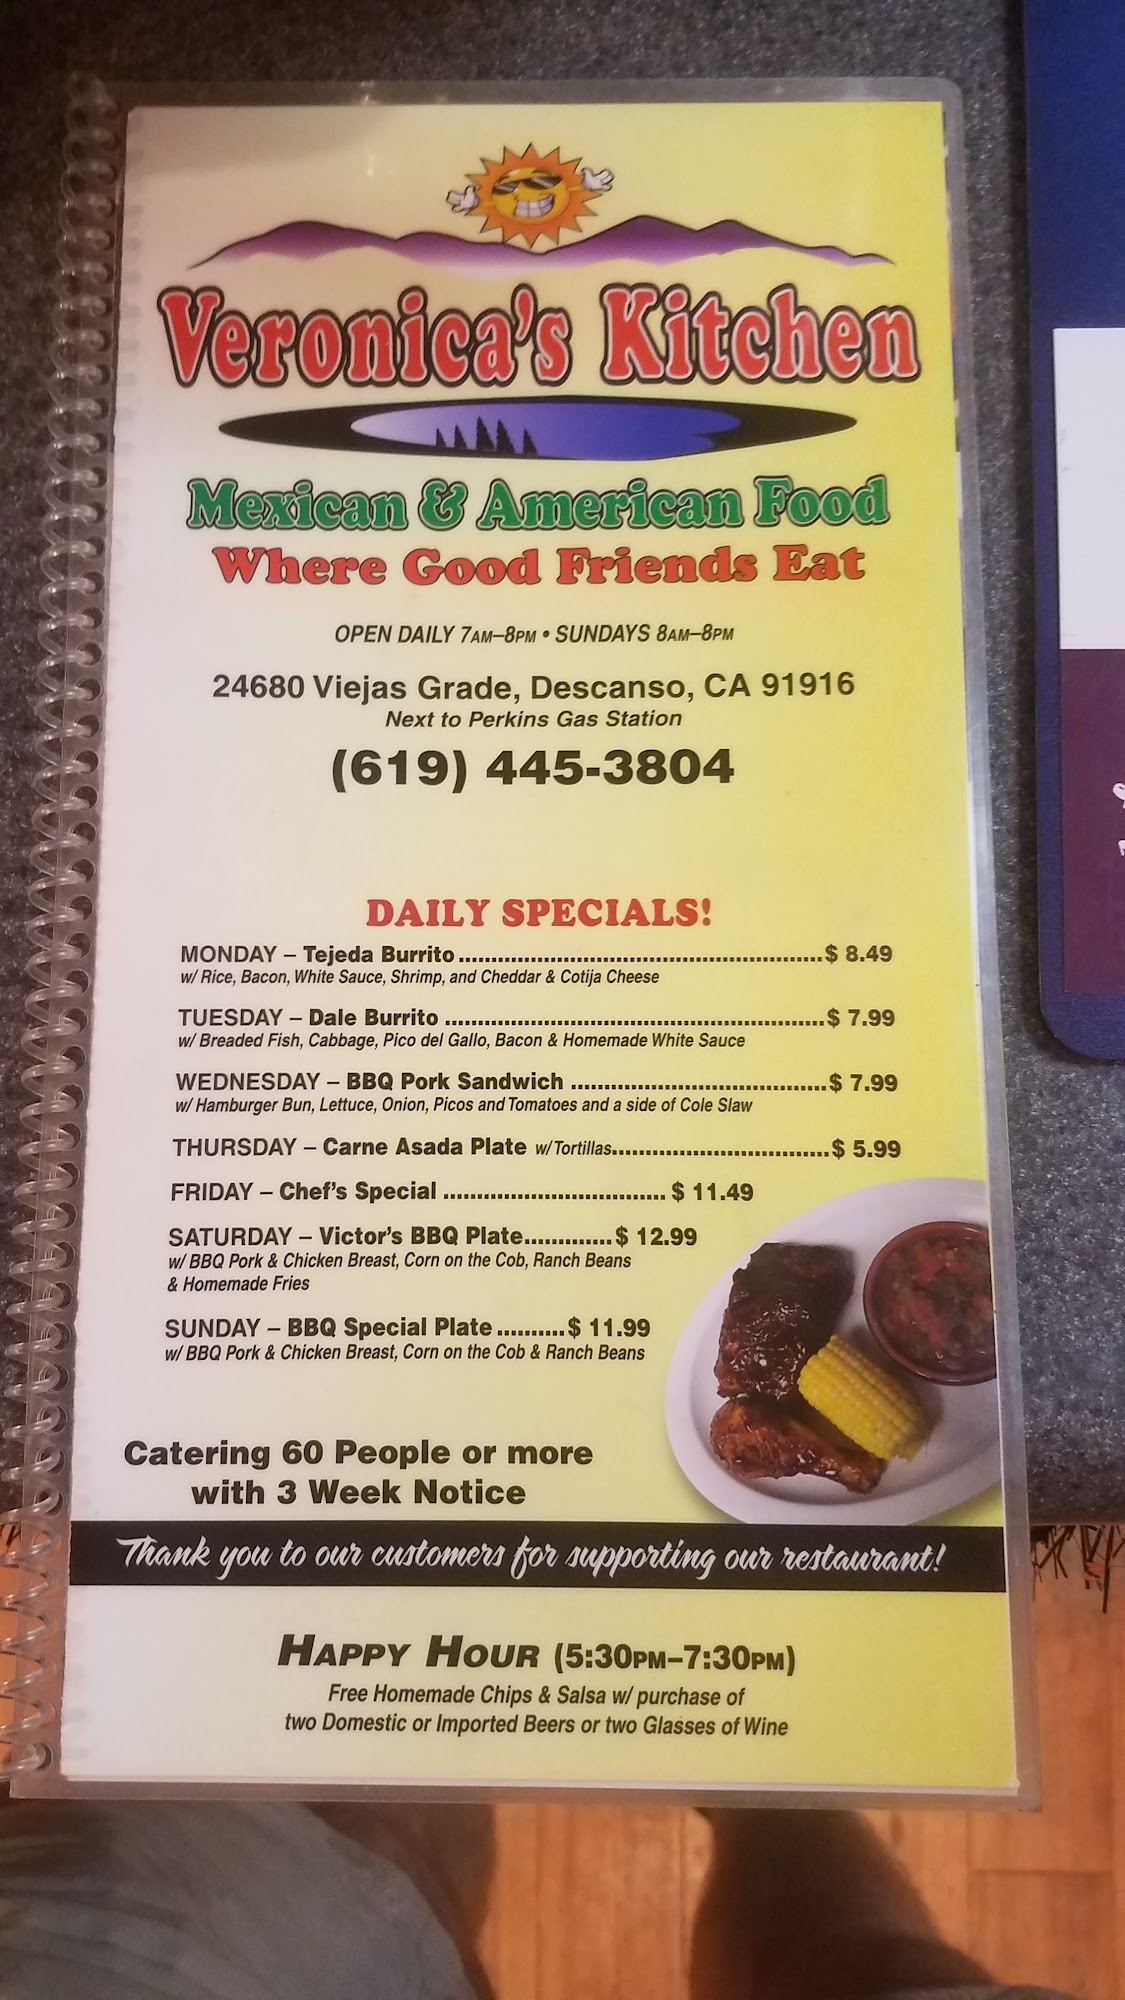 Veronica's Kitchen
Mexican & American Food
Where Good Friends Eat
OPEN DAILY 7AM–8PM • SUNDAYS 8AM–8PM
24680 Viejas Grade, Descanso, CA 91916
Next to Perkins Gas Station
(619) 445-3804
DAILY SPECIALS!
MONDAY – Tejeda Burrito ........................................................ $ 8.49
w/ Rice, Bacon, White Sauce, Shrimp, and Cheddar & Cotija Cheese
TUESDAY – Dale Burrito .......................................................... $ 7.99
w/ Breaded Fish, Cabbage, Pico del Gallo, Bacon & Homemade White Sauce
WEDNESDAY – BBQ Pork Sandwich ....................................... $ 7.99
w/ Hamburger Bun, Lettuce, Onion, Picos and Tomatoes and a side of Cole Slaw
THURSDAY – Carne Asada Plate w/ Tortillas................................. $ 5.99
FRIDAY – Chef's Special ................................. $ 11.49
SATURDAY – Victor's BBQ Plate............. $ 12.99
w/ BBQ Pork & Chicken Breast, Corn on the Cob, Ranch Beans
& Homemade Fries
SUNDAY – BBQ Special Plate .......... $ 11.99
w/ BBQ Pork & Chicken Breast, Corn on the Cob & Ranch Beans
Catering 60 People or more
with 3 Week Notice
Thank you to our customers for supporting our restaurant!
HAPPY HOUR (5:30PM–7:30PM)
Free Homemade Chips & Salsa w/ purchase of
two Domestic or Imported Beers or two Glasses of Wine